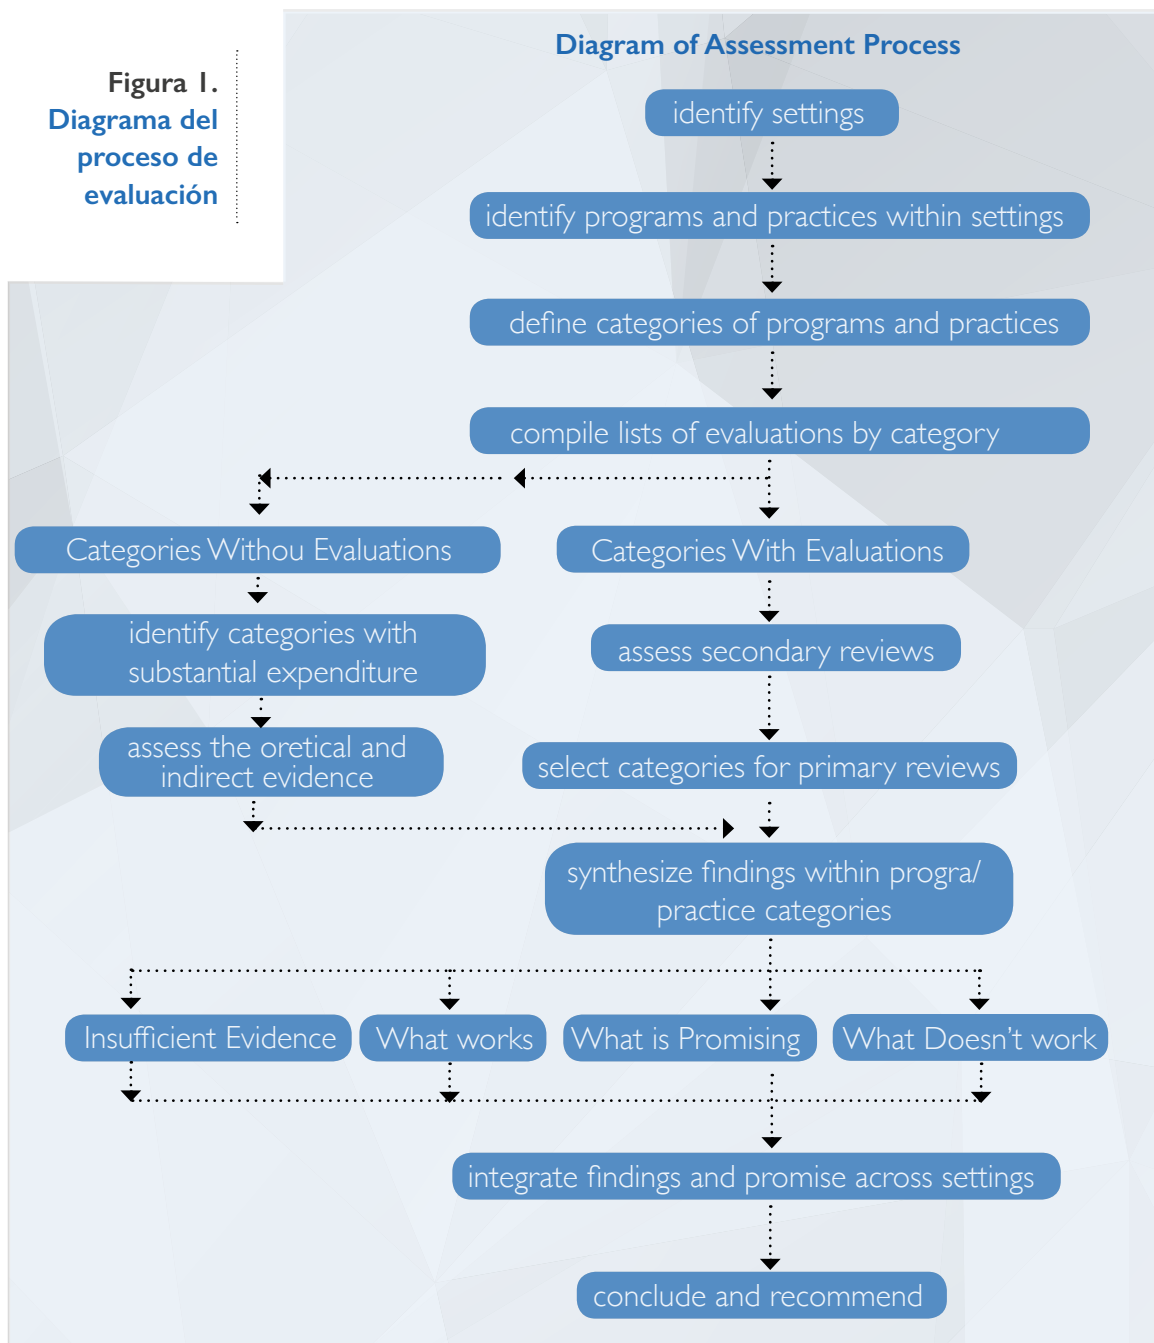 Figura 1.
Diagrama del
proceso de
evaluación
Diagram of Assessment Process
identify settings
identify programs and practices within settings
define categories of programs and practices
compile lists of evaluations by category
Categories Withou Evaluations
Categories With Evaluations
identify categories with
substantial expenditure
assess secondary reviews
assess the oretical and
indirect evidence
select categories for primary reviews
synthesize findings within progra/
practice categories
Insufficient Evidence
What works
What is Promising
What Doesn't work
integrate findings and promise across settings
conclude and recommend